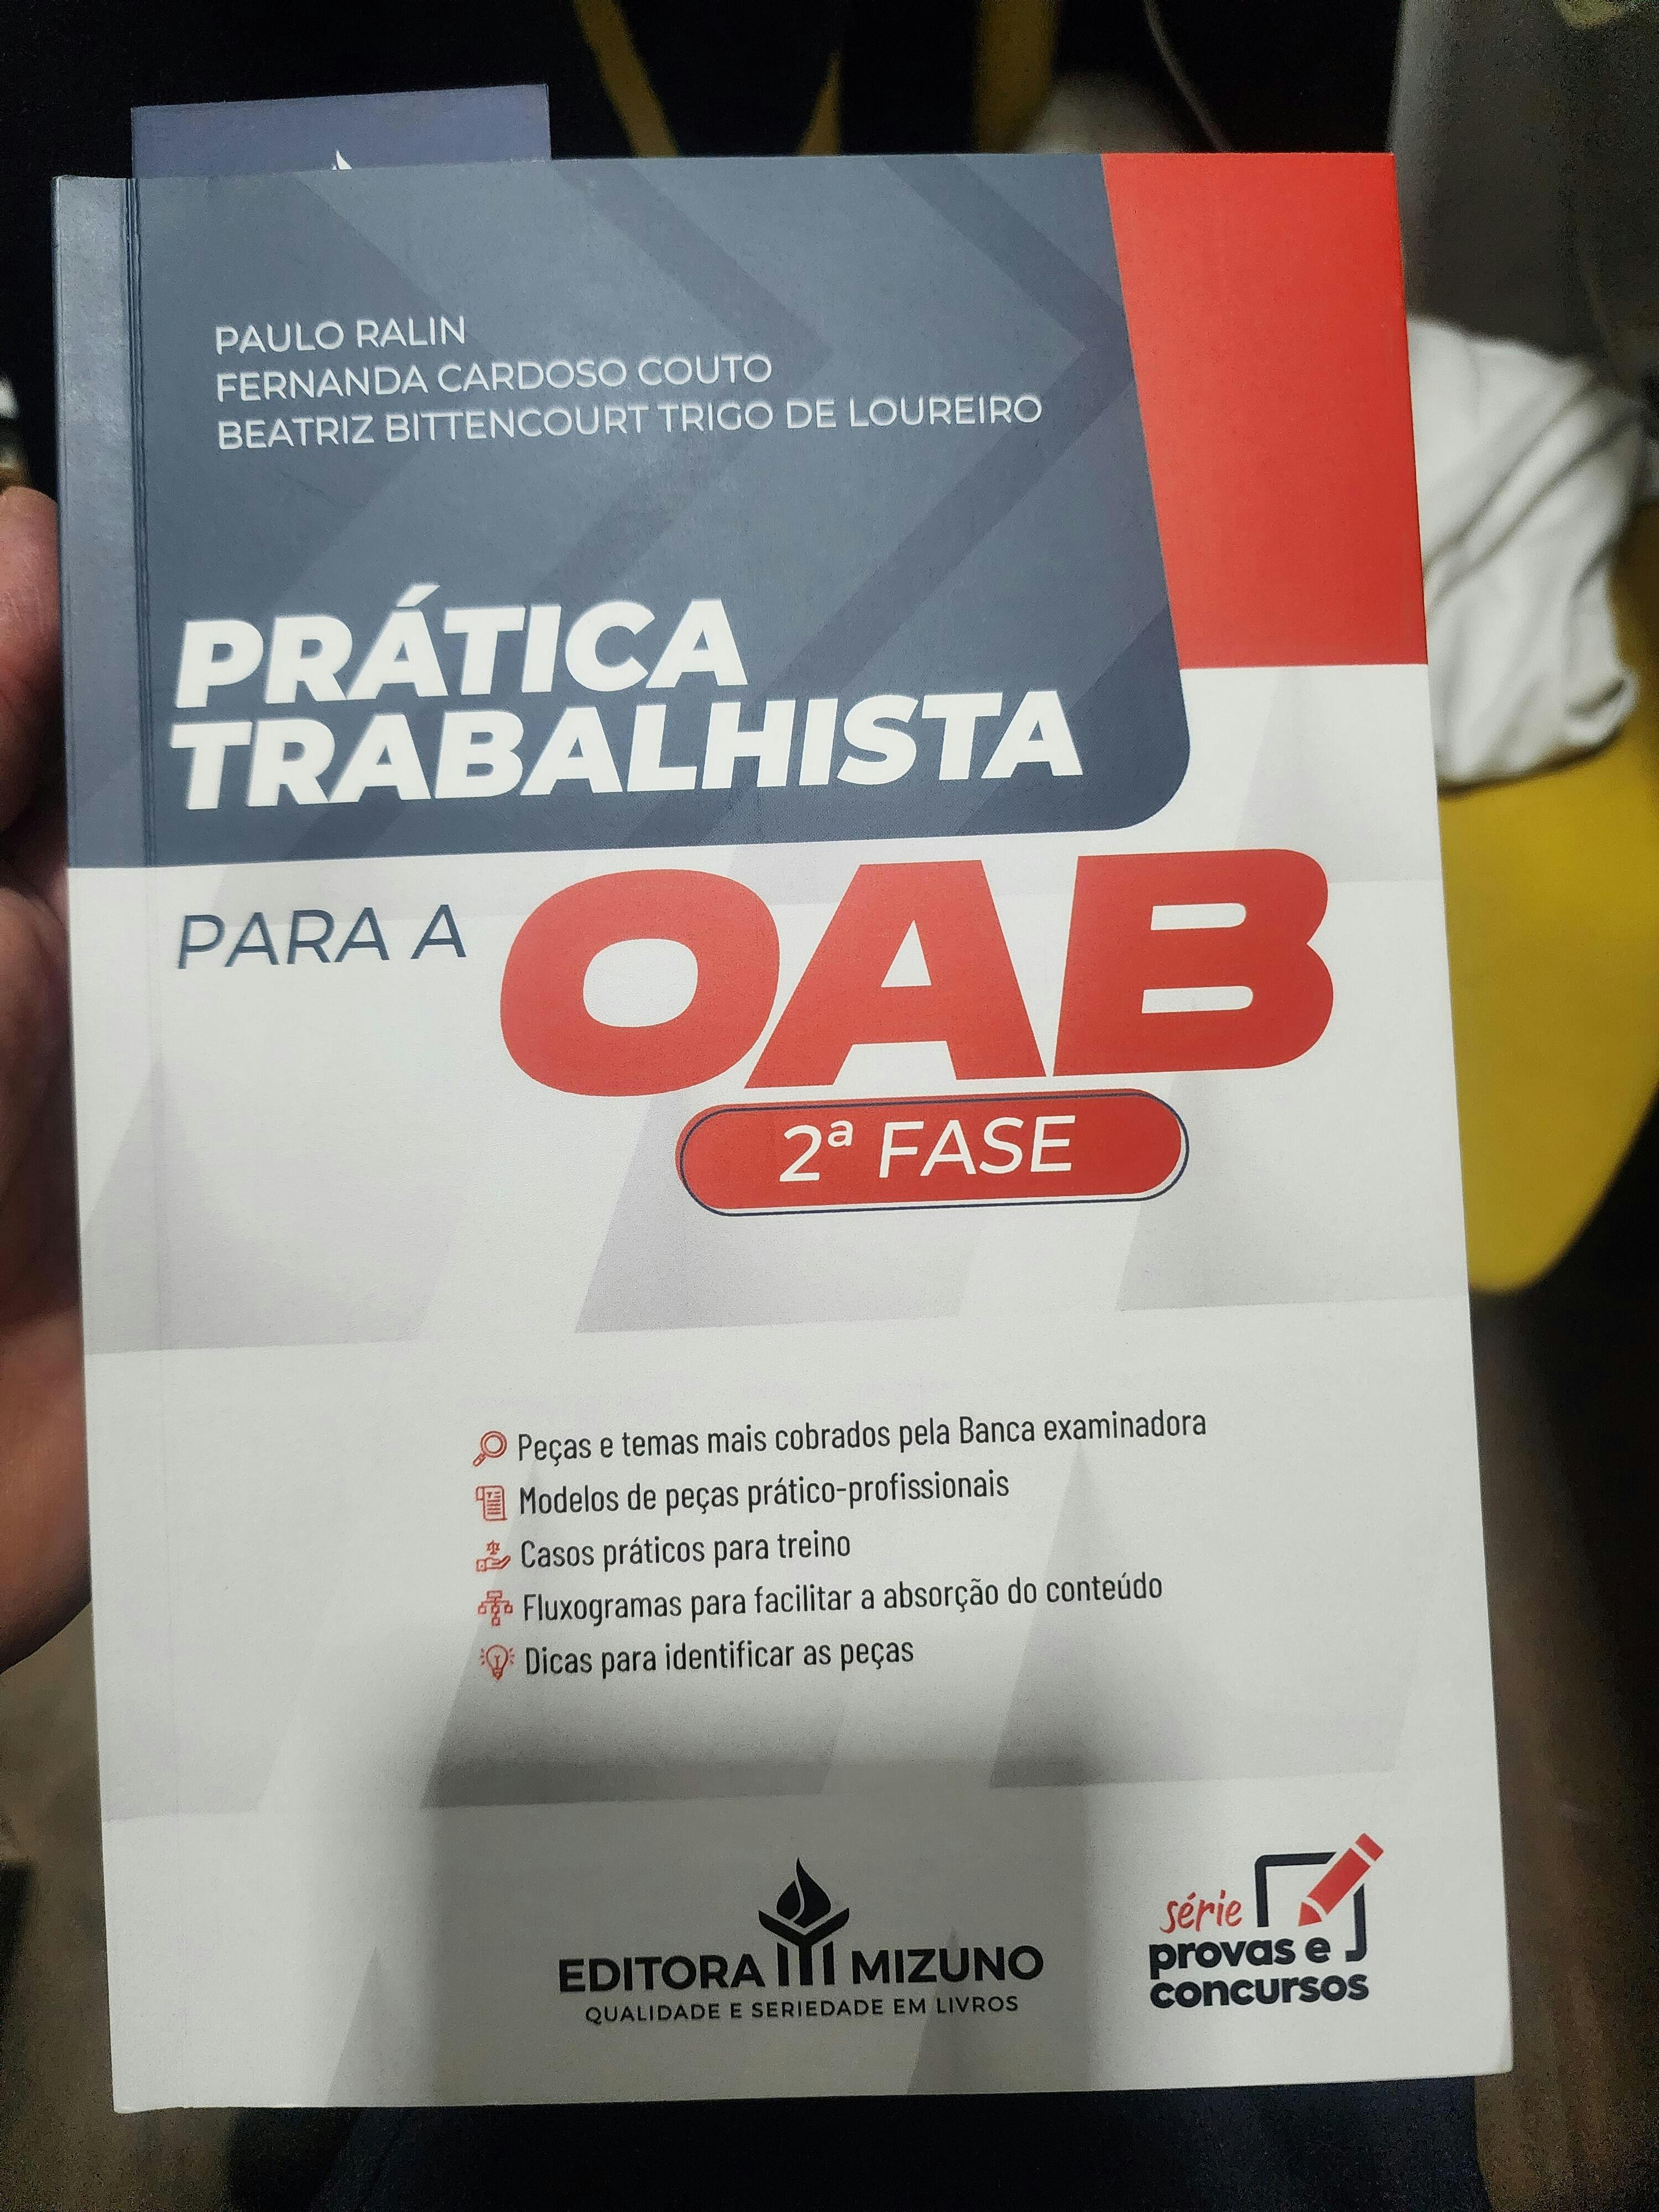 PAULO RALIN
FERNANDA CARDOSO COUTO
BEATRIZ BITTENCOURT TRIGO DE LOUREIRO
PRÁTICA
TRABALHISTA
PARA A OAB
2ª FASE
Peças e temas mais cobrados pela Banca examinadora
Modelos de peças prático-profissionais
Casos práticos para treino
Fluxogramas para facilitar a absorção do conteúdo
Dicas para identificar as peças
EDITORA MIZUNO
QUALIDADE E SERIEDADE EM LIVROS
série
provas e
concursos